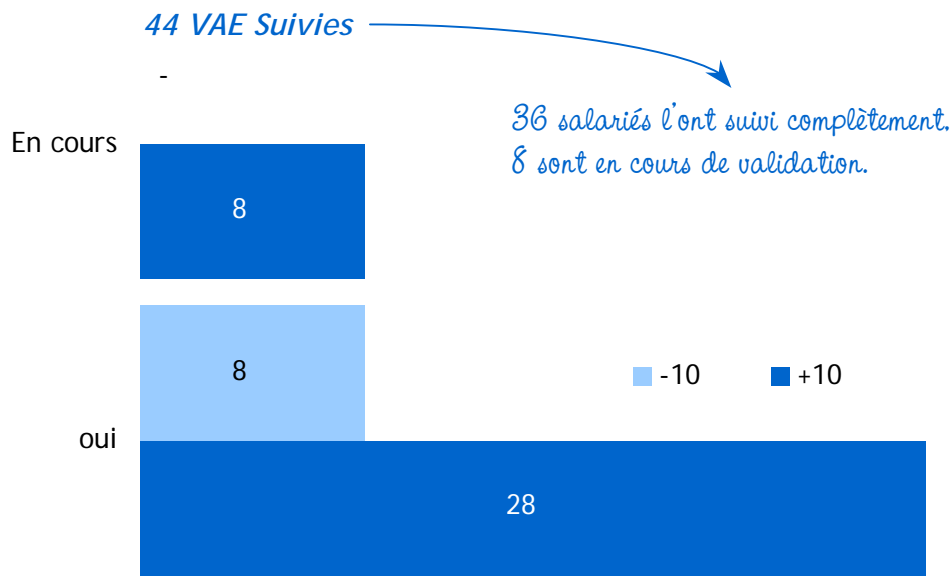 44 VAE Suivies
-
36 salariés l'ont suivi complètement.
8 sont en cours de validation.
En cours
8
8
-10
+10
oui
28